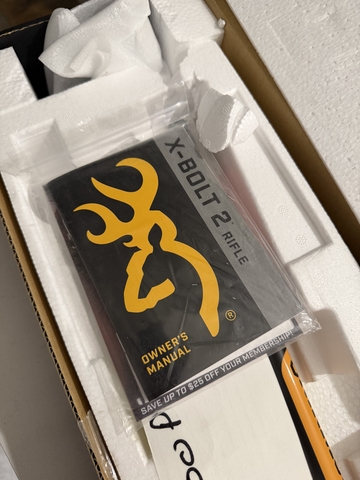 X-BOLT 2
RIFLE
®
OWNER'S
MANUAL
SAVE UP TO $25 OFF YOUR MEMBERSHIP!